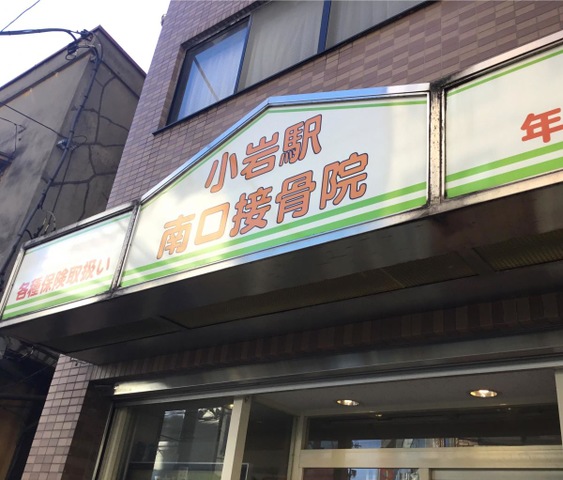 小岩駅
南口接骨院
各種保険取扱い
年